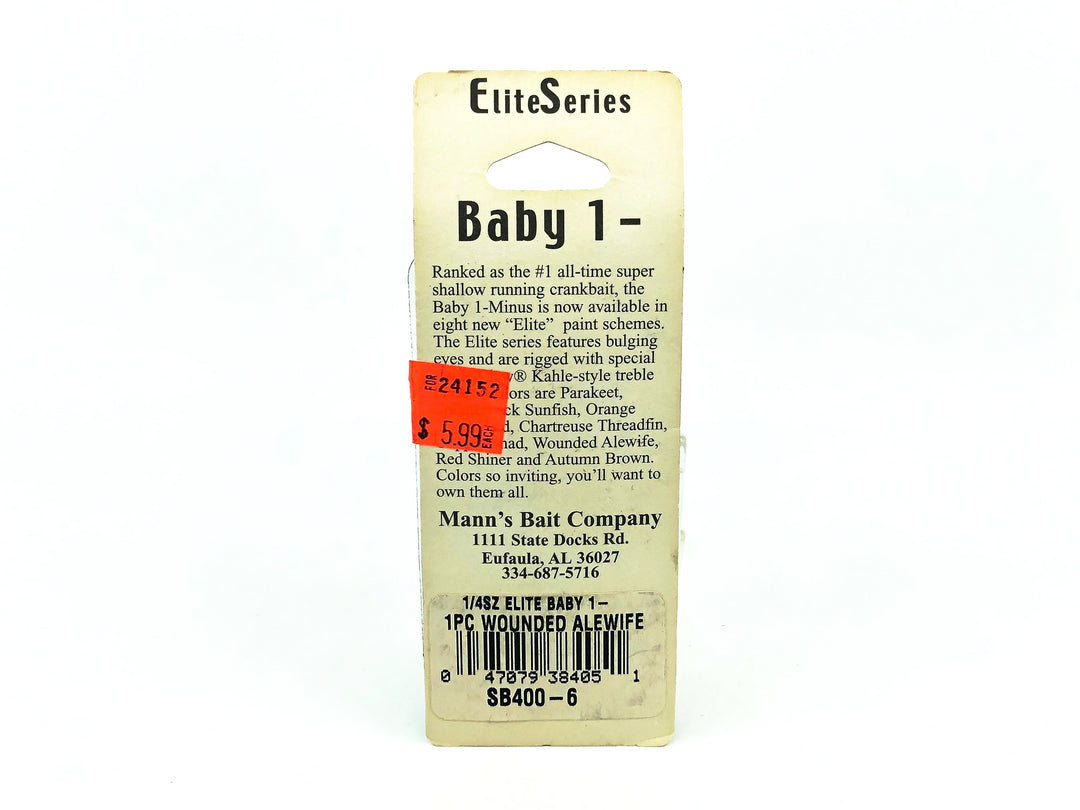 EliteSeries
Baby 1-
Ranked as the #1 all-time super
shallow running crankbait, the
Baby 1-Minus is now available in
eight new “Elite” paint schemes.
The Elite series features bulging
eyes and are rigged with special
® Kahle-style treble
ors are Parakeet,
ck Sunfish, Orange
d, Chartreuse Threadfin,
had, Wounded Alewife,
Red Shiner and Autumn Brown.
Colors so inviting, you’ll want to
own them all.
FOR 24152
$ 5.99 EACH
Mann’s Bait Company
1111 State Docks Rd.
Eufaula, AL 36027
334-687-5716
1/4SZ ELITE BABY 1-
1PC WOUNDED ALEWIFE
0 47079 38405 1
SB400-6